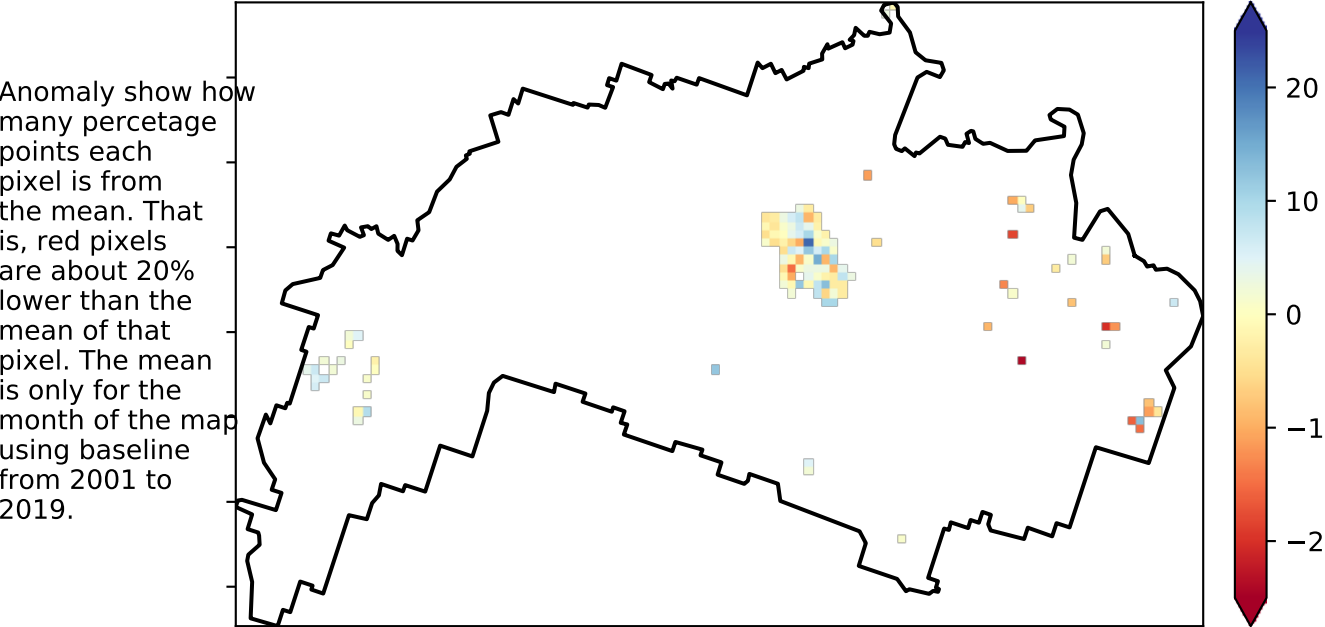 Anomaly show how
many percetage
points each
pixel is from
the mean. That
is, red pixels
are about 20%
lower than the
mean of that
pixel. The mean
is only for the
month of the map
using baseline
from 2001 to
2019.
20
10
0
−1
−2